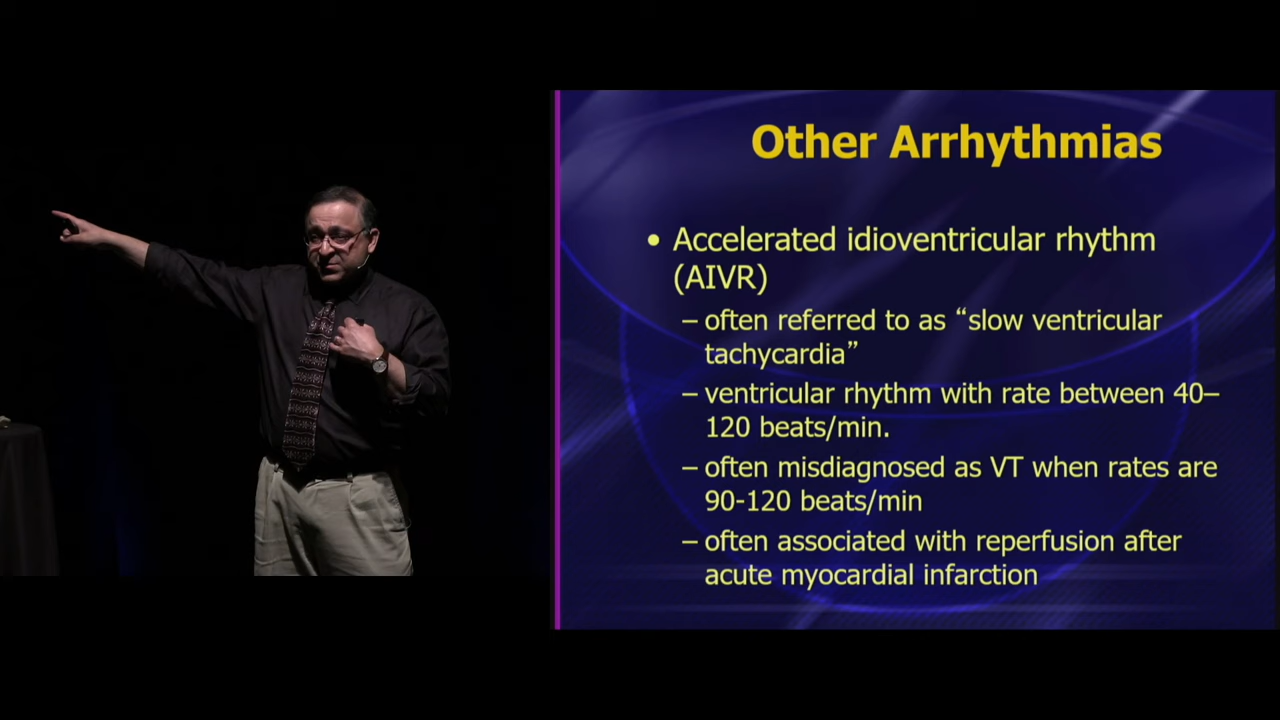 Other Arrhythmias
• Accelerated idioventricular rhythm
(AIVR)
– often referred to as “slow ventricular
tachycardia”
– ventricular rhythm with rate between 40–
120 beats/min.
– often misdiagnosed as VT when rates are
90-120 beats/min
– often associated with reperfusion after
acute myocardial infarction